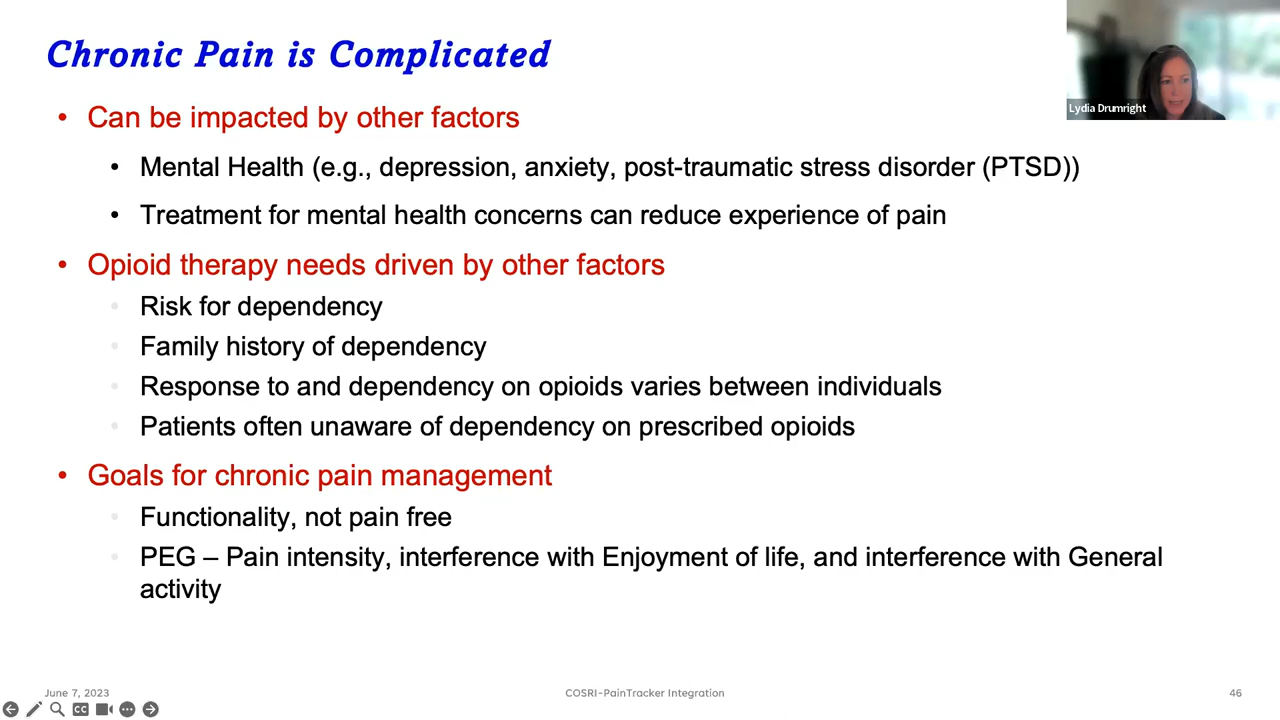 Chronic Pain is Complicated
Lydia Drumright
• Can be impacted by other factors
• Mental Health (e.g., depression, anxiety, post-traumatic stress disorder (PTSD))
• Treatment for mental health concerns can reduce experience of pain
• Opioid therapy needs driven by other factors
• Risk for dependency
• Family history of dependency
• Response to and dependency on opioids varies between individuals
• Patients often unaware of dependency on prescribed opioids
• Goals for chronic pain management
• Functionality, not pain free
• PEG – Pain intensity, interference with Enjoyment of life, and interference with General
activity
June 7, 2023
COSRI-PainTracker Integration
46
CC